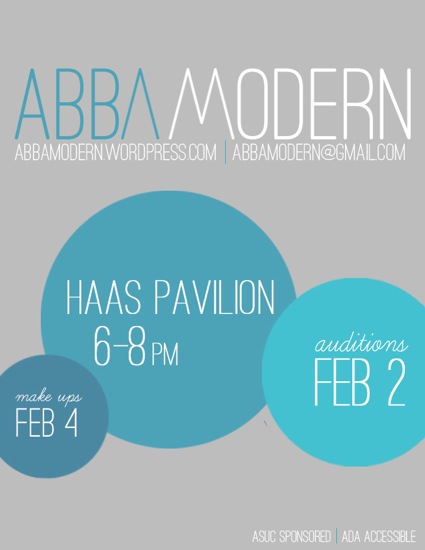 ABBA MODERN
ABBAMODERN.WORDPRESS.COM | ABBAMODERN@GMAIL.COM
HAAS PAVILION
6-8 PM
auditions
FEB 2
make ups
FEB 4
ASUC SPONSORED | ADA ACCESSIBLE